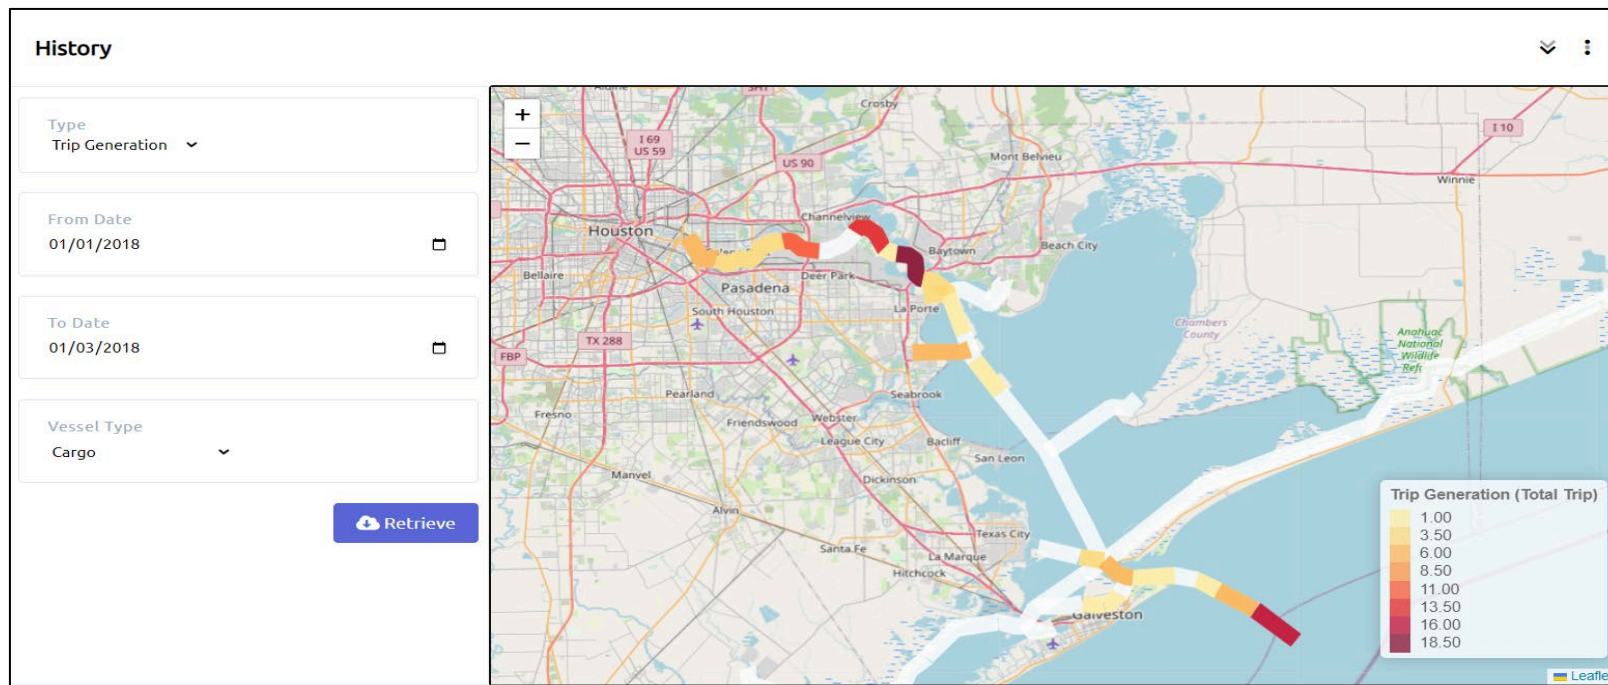 History
Type
Trip Generation
From Date
01/01/2018
To Date
01/03/2018
Vessel Type
Cargo
Retrieve
+
−
Crosby
I 69
US 59
US 90
Mont Belvieu
I 10
Winnie
Houston
Channelview
Baytown
Beach City
Bellaire
Deer Park
Pasadena
South Houston
La Porte
Chambers
County
Anahuac
National
Wildlife
TX 288
FBP
Pearland
Seabrook
Fresno
Friendswood
Webster
League City
Bacliff
San Leon
Manvel
Dickinson
Alvin
Texas City
Santa Fe
La Marque
Hitchcock
Galveston
Trip Generation (Total Trip)
1.00
3.50
6.00
8.50
11.00
13.50
16.00
18.50
Leafle